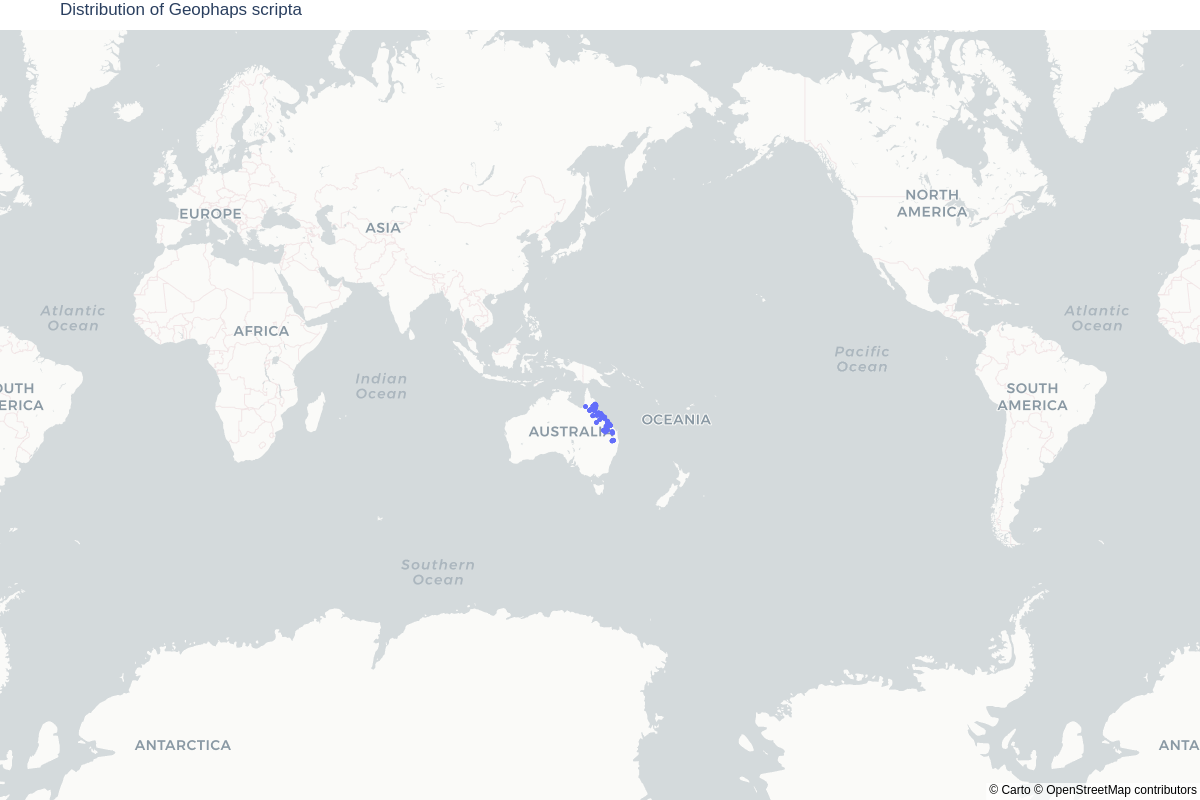 Distribution of Geophaps scripta
EUROPE
ASIA
NORTH
AMERICA
Atlantic
Ocean
AFRICA
Atlantic
Ocean
Pacific
Ocean
Indian
Ocean
OUTH
ERICA
SOUTH
AMERICA
OCEANIA
AUSTRALI
Southern
Ocean
ANTARCTICA
ANTA
© Carto © OpenStreetMap contributors